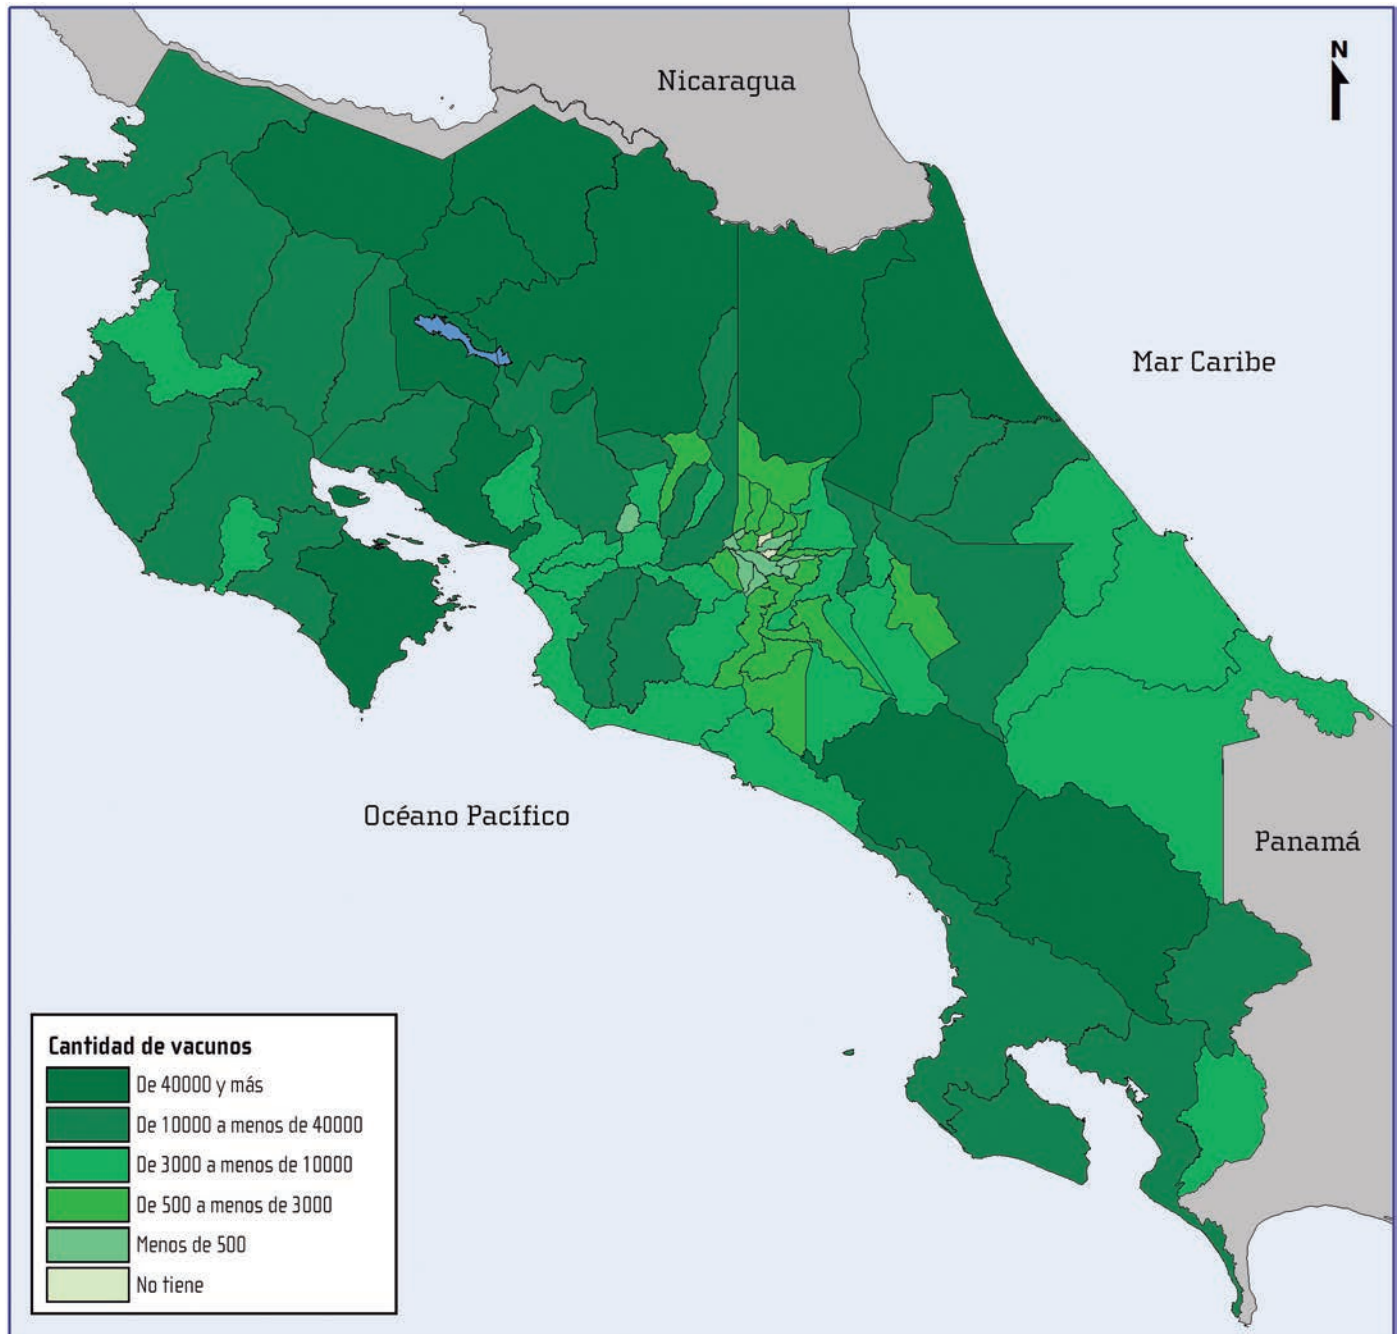 N
Nicaragua
Mar Caribe
Océano Pacífico
Panamá
Cantidad de vacunos
De 40000 y más
De 10000 a menos de 40000
De 3000 a menos de 10000
De 500 a menos de 3000
Menos de 500
No tiene